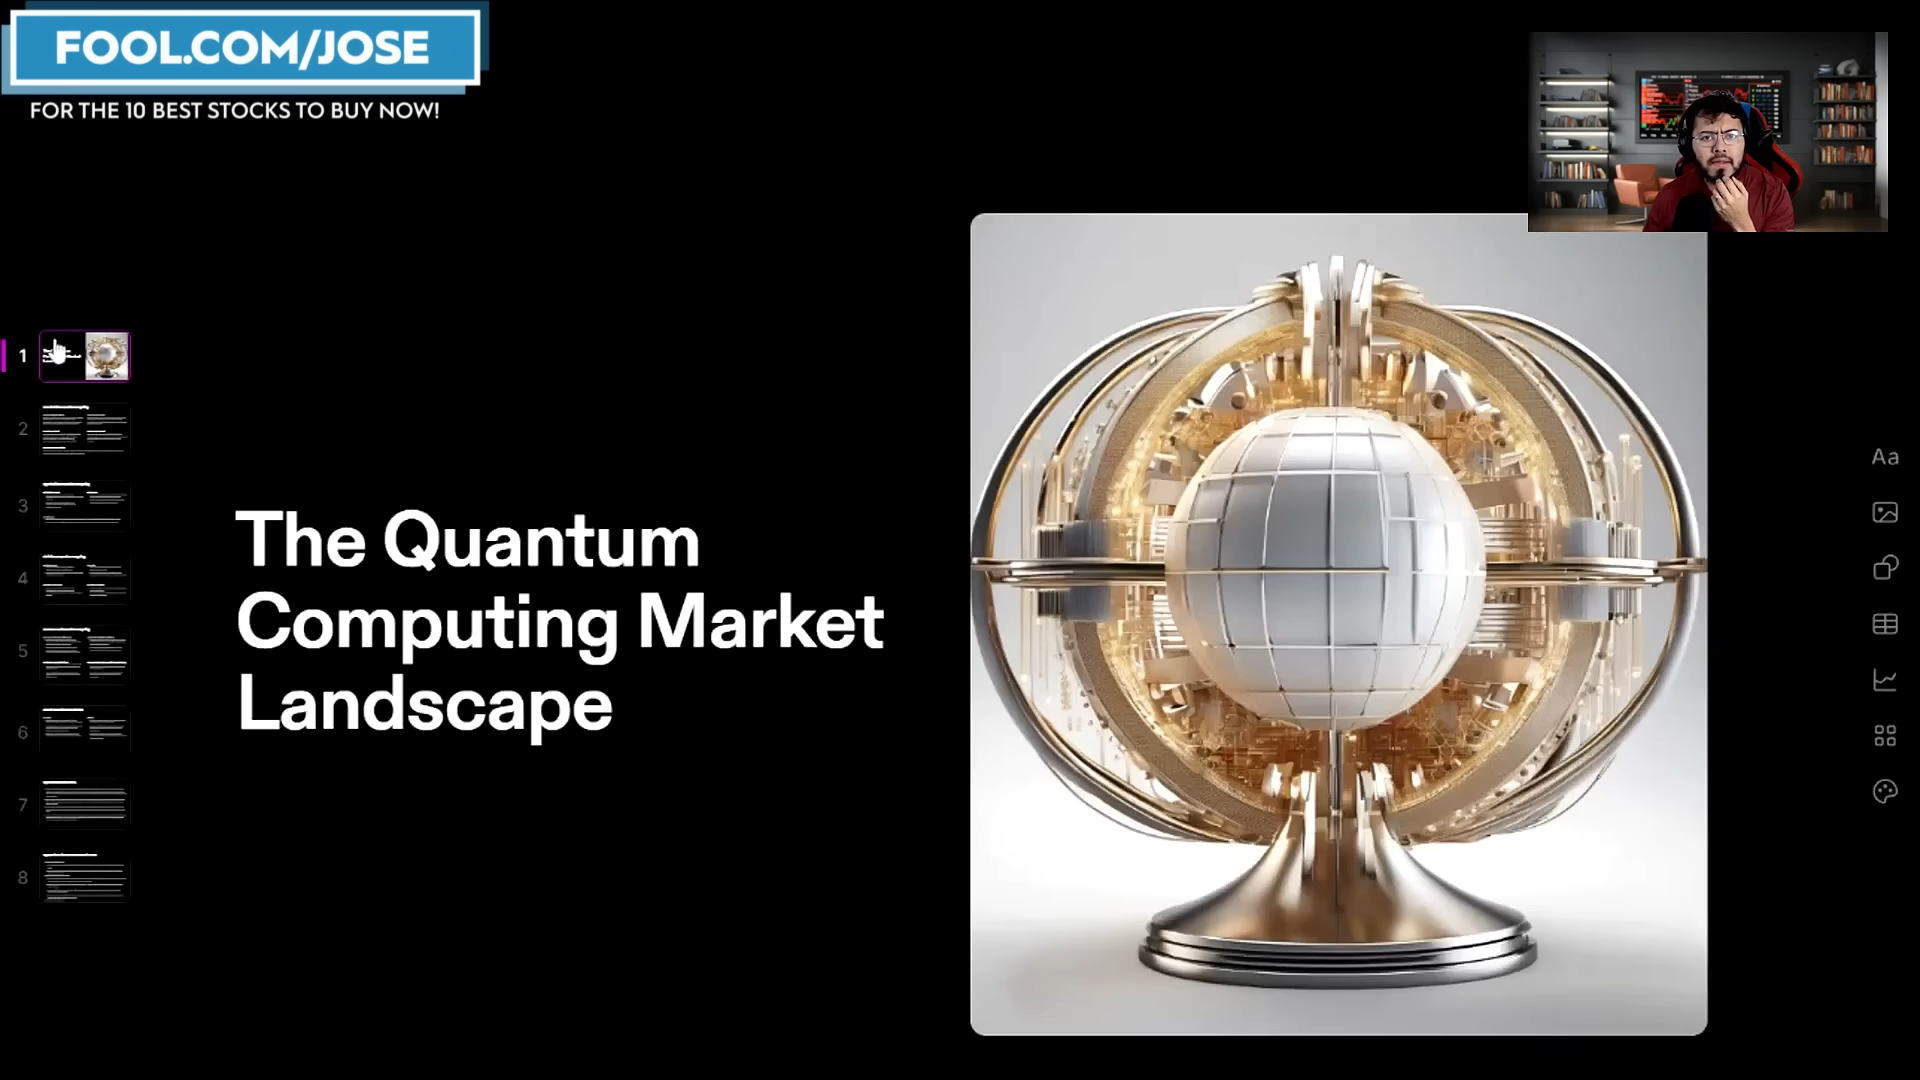 FOOL.COM/JOSE
FOR THE 10 BEST STOCKS TO BUY NOW!
1
2
3
4
5
6
7
8
The Quantum
Computing Market
Landscape
Aa